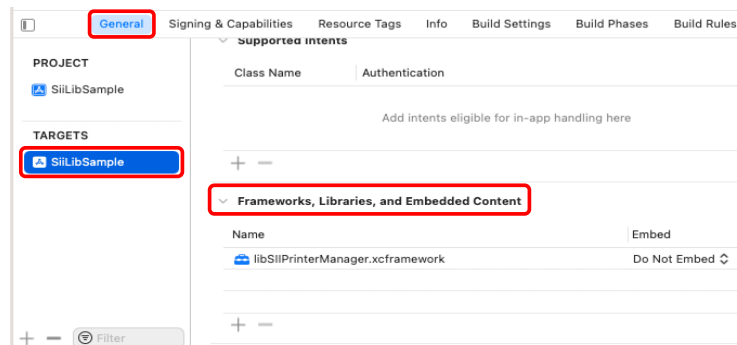 General Signing & Capabilities Resource Tags Info Build Settings Build Phases Build Rules
PROJECT
SiiLibSample
TARGETS
SiiLibSample
Filter
Supported Intents
Class Name Authentication
Add intents eligible for in-app handling here
Frameworks, Libraries, and Embedded Content
Name Embed
libSIIPrinterManager.xcframework Do Not Embed